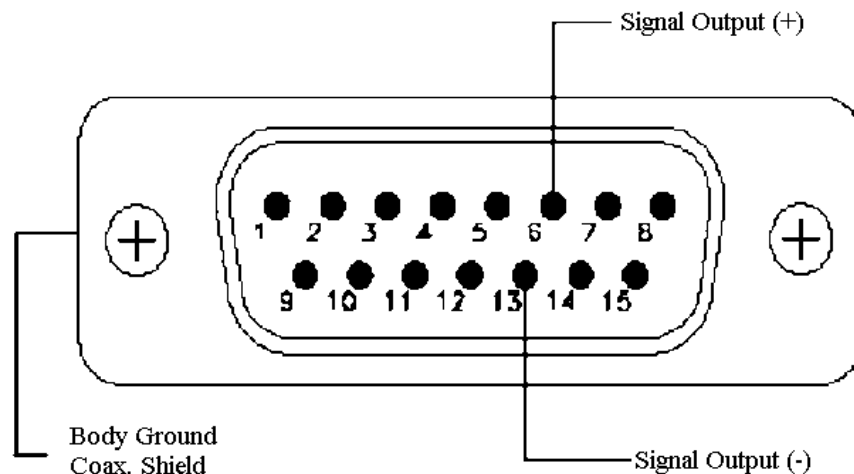 Signal Output (+)
1 2 3 4 5 6 7 8
9 10 11 12 13 14 15
Body Ground
Coax. Shield
Signal Output (-)